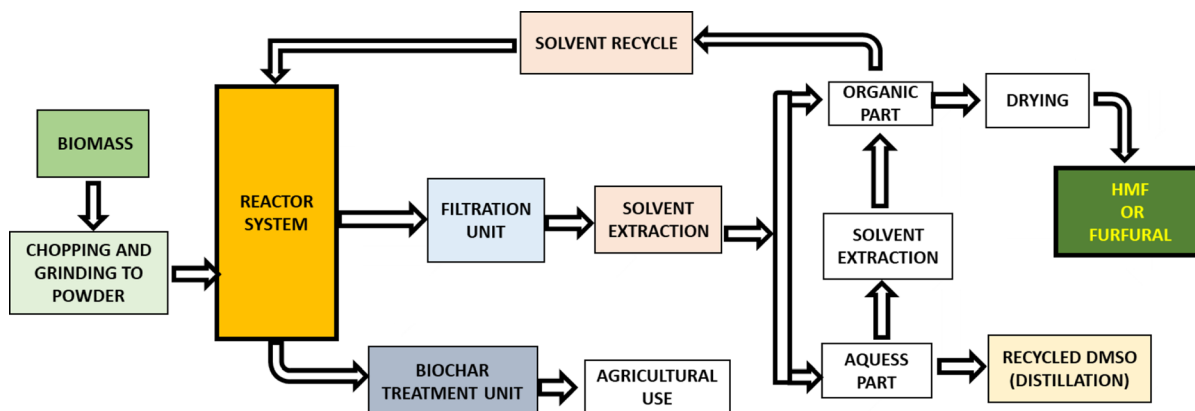 SOLVENT RECYCLE
BIOMASS
CHOPPING AND
GRINDING TO
POWDER
REACTOR
SYSTEM
FILTRATION
UNIT
SOLVENT
EXTRACTION
BIOCHAR
TREATMENT UNIT
AGRICULTURAL
USE
ORGANIC
PART
DRYING
HMF
OR
FURFURAL
SOLVENT
EXTRACTION
AQUESS
PART
RECYCLED DMSO
(DISTILLATION)